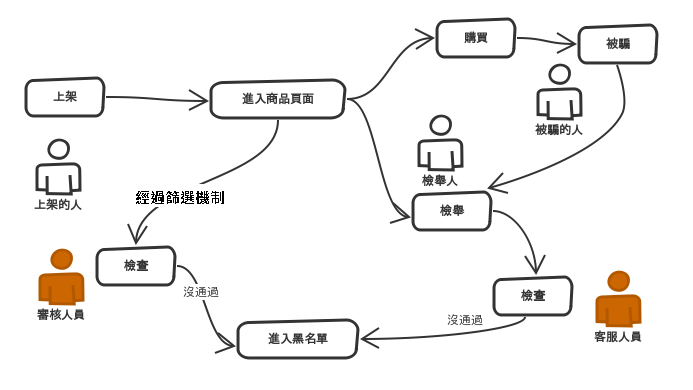 購買
被騙
上架
進入商品頁面
被騙的人
檢舉人
上架的人
經過篩選機制
檢舉
檢查
審核人員
沒通過
檢查
客服人員
沒通過
進入黑名單